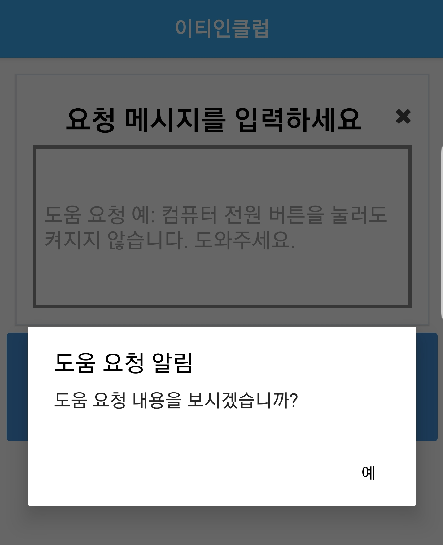 이티인클럽
요청 메시지를 입력하세요 ✖
도움 요청 예: 컴퓨터 전원 버튼을 눌러도
켜지지 않습니다. 도와주세요.
도움 요청 알림
도움 요청 내용을 보시겠습니까?
예